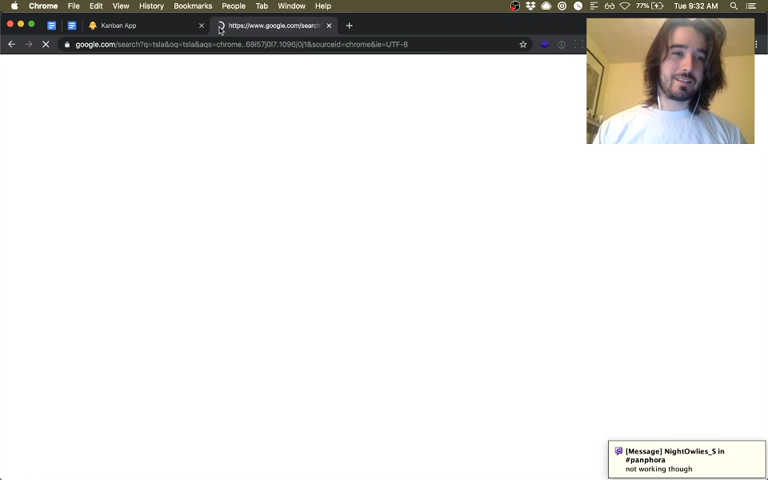 Chrome File Edit View History Bookmarks People Tab Window Help 77% Tue 9:32 AM
Kanban App https://www.google.com/search
google.com/search?q=tsla&oq=tsla&aqs=chrome..69i57j0l7.1096j0j1&sourceid=chrome&ie=UTF-8
[Message] NightOwlies_S in
#panphora
not working though